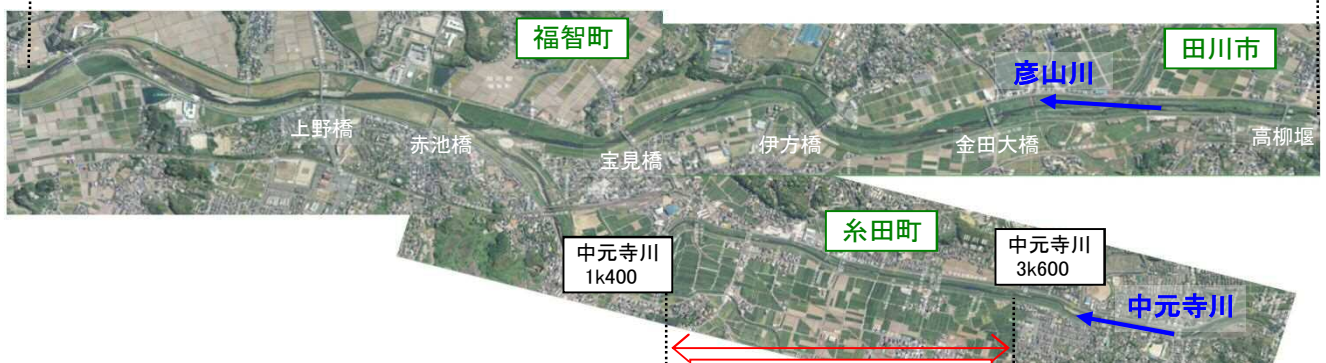 福智町
田川市
彦山川
上野橋
赤池橋
宝見橋
伊方橋
金田大橋
高柳堰
糸田町
中元寺川
1k400
中元寺川
3k600
中元寺川